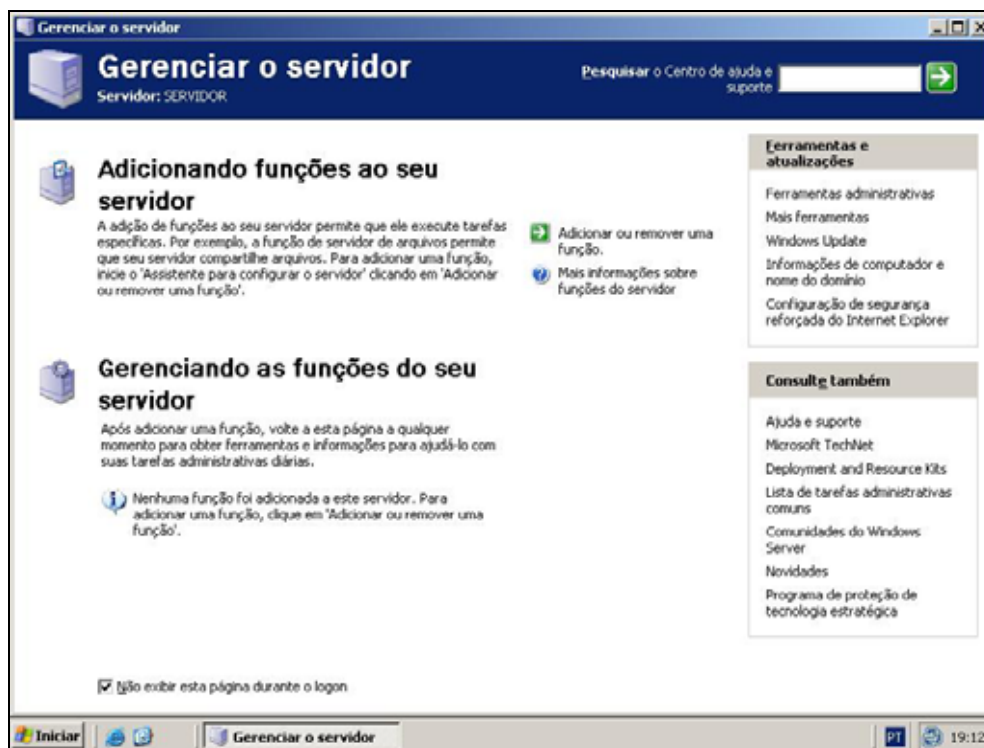 Gerenciar o servidor
Gerenciar o servidor
Servidor: SERVIDOR
Pesquisar o Centro de ajuda e
suporte
Adicionando funções ao seu
servidor
A adição de funções ao seu servidor permite que ele execute tarefas
específicas. Por exemplo, a função de servidor de arquivos permite
que seu servidor compartilhe arquivos. Para adicionar uma função,
inicie o 'Assistente para configurar o servidor' clicando em 'Adicionar
ou remover uma função'.
Adicionar ou remover uma
função.
Mais informações sobre
funções do servidor
Gerenciando as funções do seu
servidor
Após adicionar uma função, volte a esta página a qualquer
momento para obter ferramentas e informações para ajudá-lo com
suas tarefas administrativas diárias.
Nenhuma função foi adicionada a este servidor. Para
adicionar uma função, clique em 'Adicionar ou remover uma
função'.
Ferramentas e
atualizações
Ferramentas administrativas
Mais ferramentas
Windows Update
Informações de computador e
nome do domínio
Configuração de segurança
reforçada do Internet Explorer
Consulte também
Ajuda e suporte
Microsoft TechNet
Deployment and Resource Kits
Lista de tarefas administrativas
comuns
Comunidades do Windows
Server
Novidades
Programa de proteção de
tecnologia estratégica
Não exibir esta página durante o logon
Iniciar
Gerenciar o servidor
PT
19:12